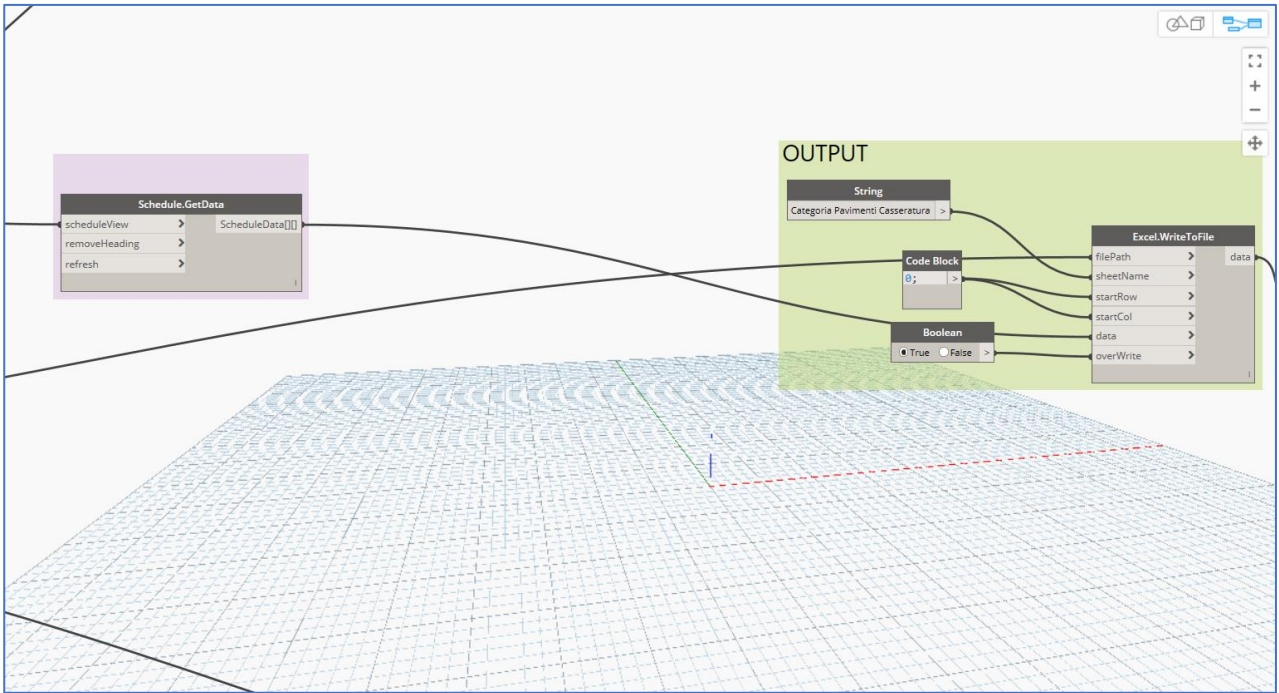 OUTPUT
Schedule.GetData
scheduleView >
ScheduleData[][]
removeHeading >
refresh >
String
Categoria Pavimenti Casseratura >
Code Block
0; >
Boolean
True False >
Excel.WriteToFile
filePath >
data
sheetName >
startRow >
startCol >
data >
overWrite >